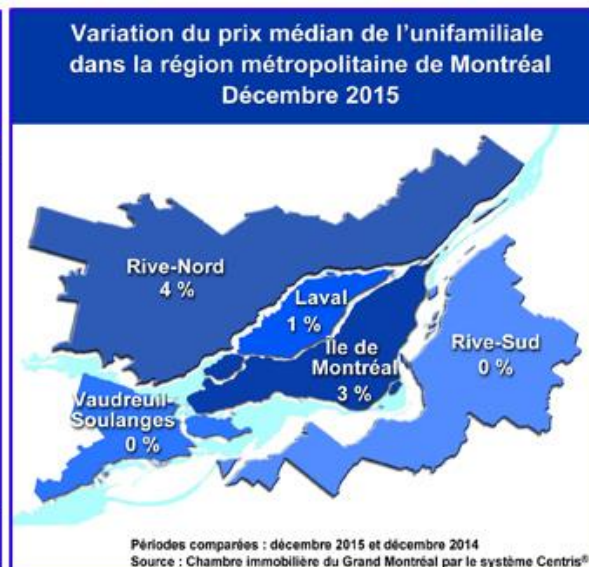 Variation du prix médian de l'unifamiliale
dans la région métropolitaine de Montréal
Décembre 2015
Rive-Nord
4 %
Laval
1 %
Île de
Montréal
3 %
Rive-Sud
0 %
Vaudreuil-
Soulanges
0 %
Périodes comparées : décembre 2015 et décembre 2014
Source : Chambre immobilière du Grand Montréal par le système Centris®